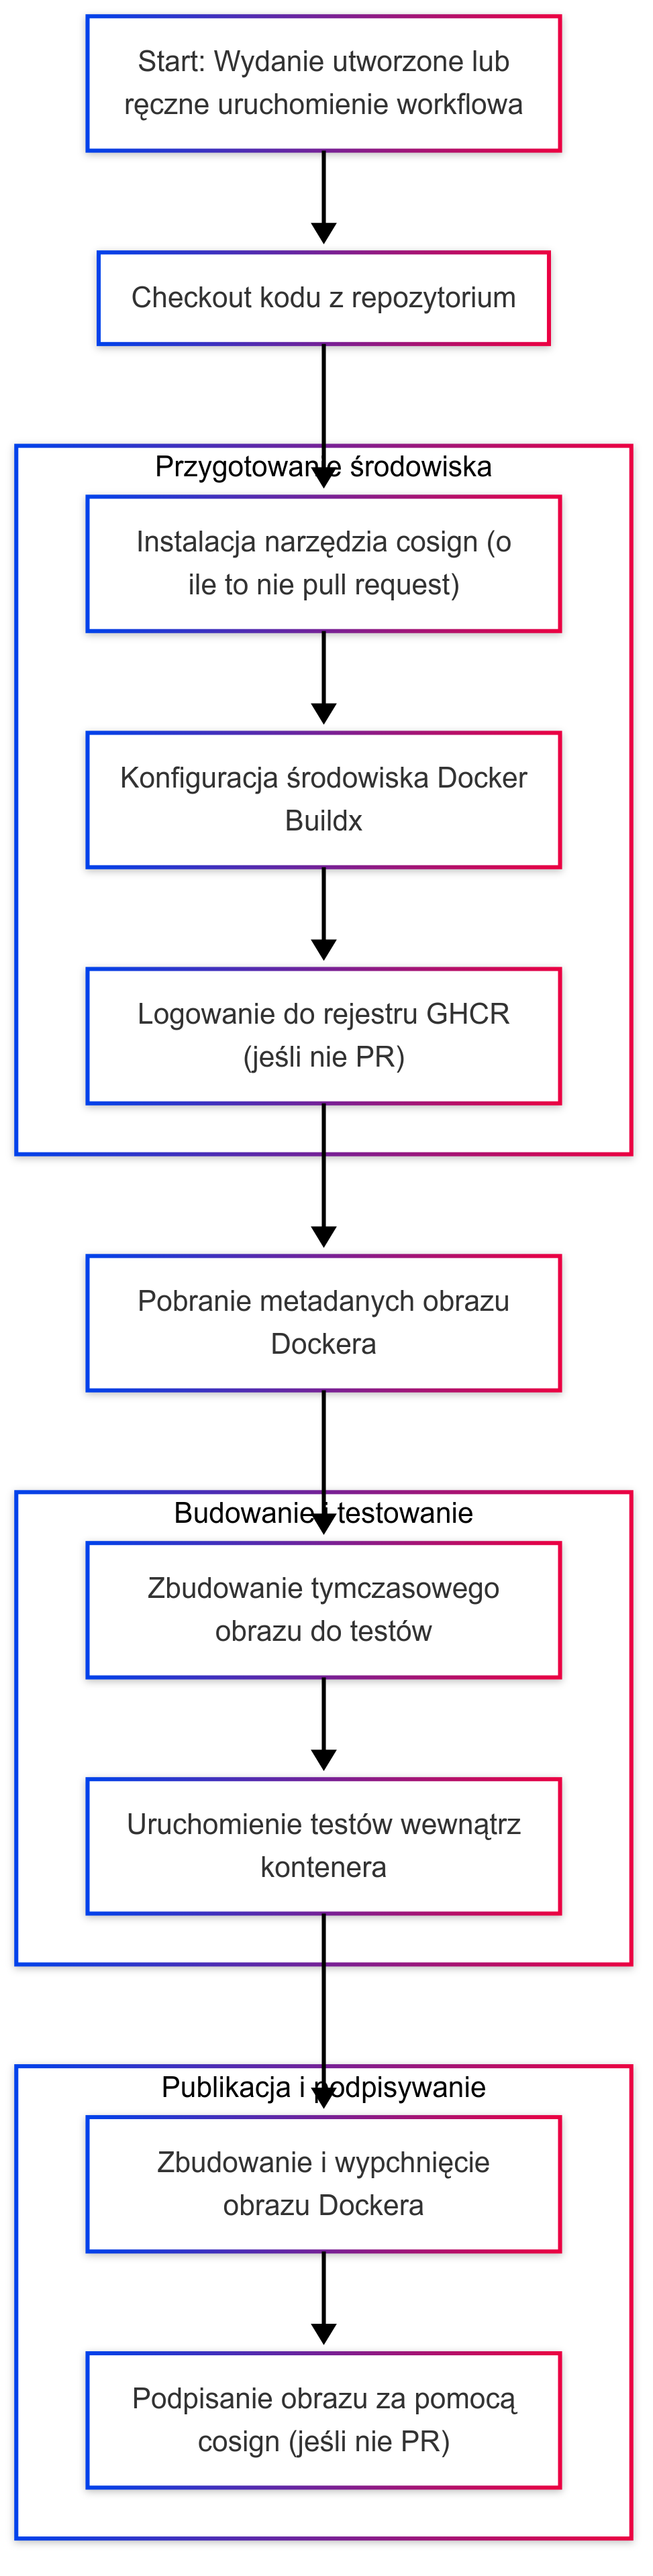 Start: Wydanie utworzone lub
ręczne uruchomienie workflowa
Checkout kodu z repozytorium
Przygotowanie środowiska
Instalacja narzędzia cosign (o
ile to nie pull request)
Konfiguracja środowiska Docker
Buildx
Logowanie do rejestru GHCR
(jeśli nie PR)
Pobranie metadanych obrazu
Dockera
Budowanie i testowanie
Zbudowanie tymczasowego
obrazu do testów
Uruchomienie testów wewnątrz
kontenera
Publikacja i podpisywanie
Zbudowanie i wypchnięcie
obrazu Dockera
Podpisanie obrazu za pomocą
cosign (jeśli nie PR)